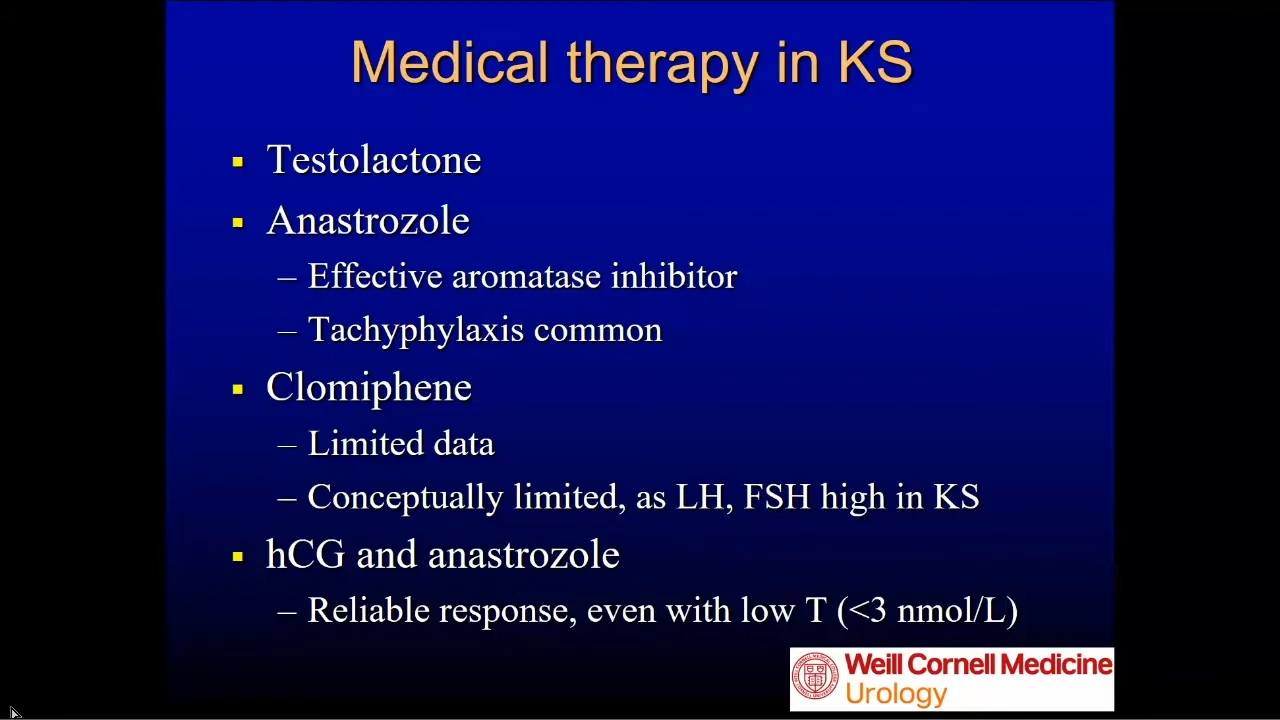 Medical therapy in KS
▪ Testolactone
▪ Anastrozole
– Effective aromatase inhibitor
– Tachyphylaxis common
▪ Clomiphene
– Limited data
– Conceptually limited, as LH, FSH high in KS
▪ hCG and anastrozole
– Reliable response, even with low T (<3 nmol/L)
Weill Cornell Medicine
Urology